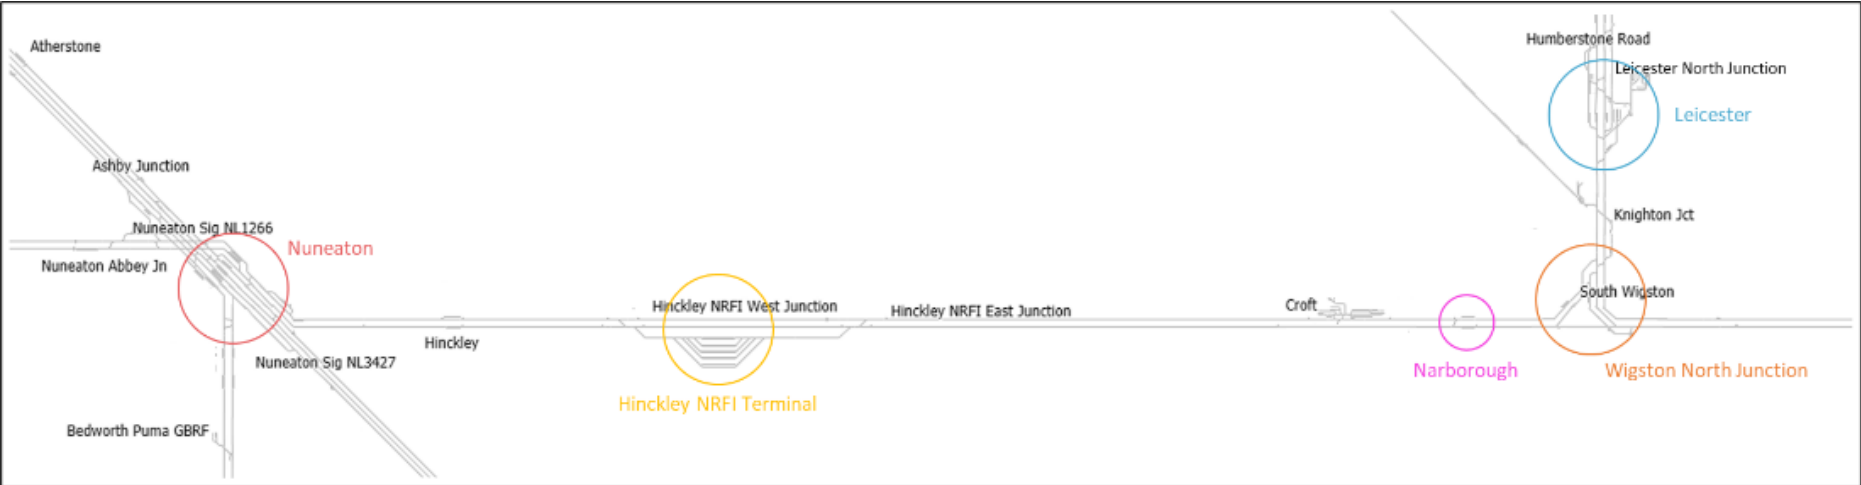 Atherstone
Humberstone Road
Leicester North Junction
Leicester
Ashby Junction
Knighton Jct
Nuneaton Sig NL1266
Nuneaton
Nuneaton Abbey Jn
South Wigston
Hinckley NRFI West Junction
Hinckley NRFI East Junction
Croft
Hinckley
Nuneaton Sig NL3427
Narborough
Wigston North Junction
Hinckley NRFI Terminal
Bedworth Puma GBRF